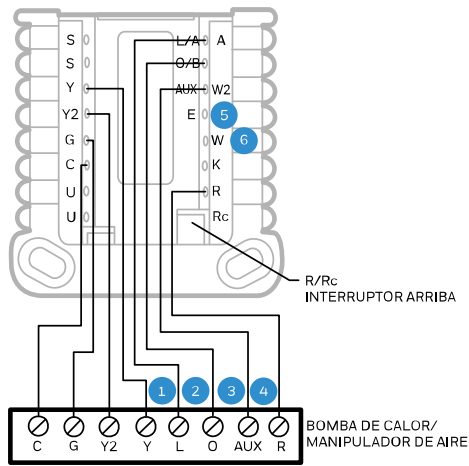 S L/A A
S O/B
Y AUX W2
Y2 E 5
G W 6
C K
U R
U Rc
R/Rc
INTERRUPTOR ARRIBA
1 2 3 4
C G Y2 Y L O AUX R
BOMBA DE CALOR/
MANIPULADOR DE AIRE